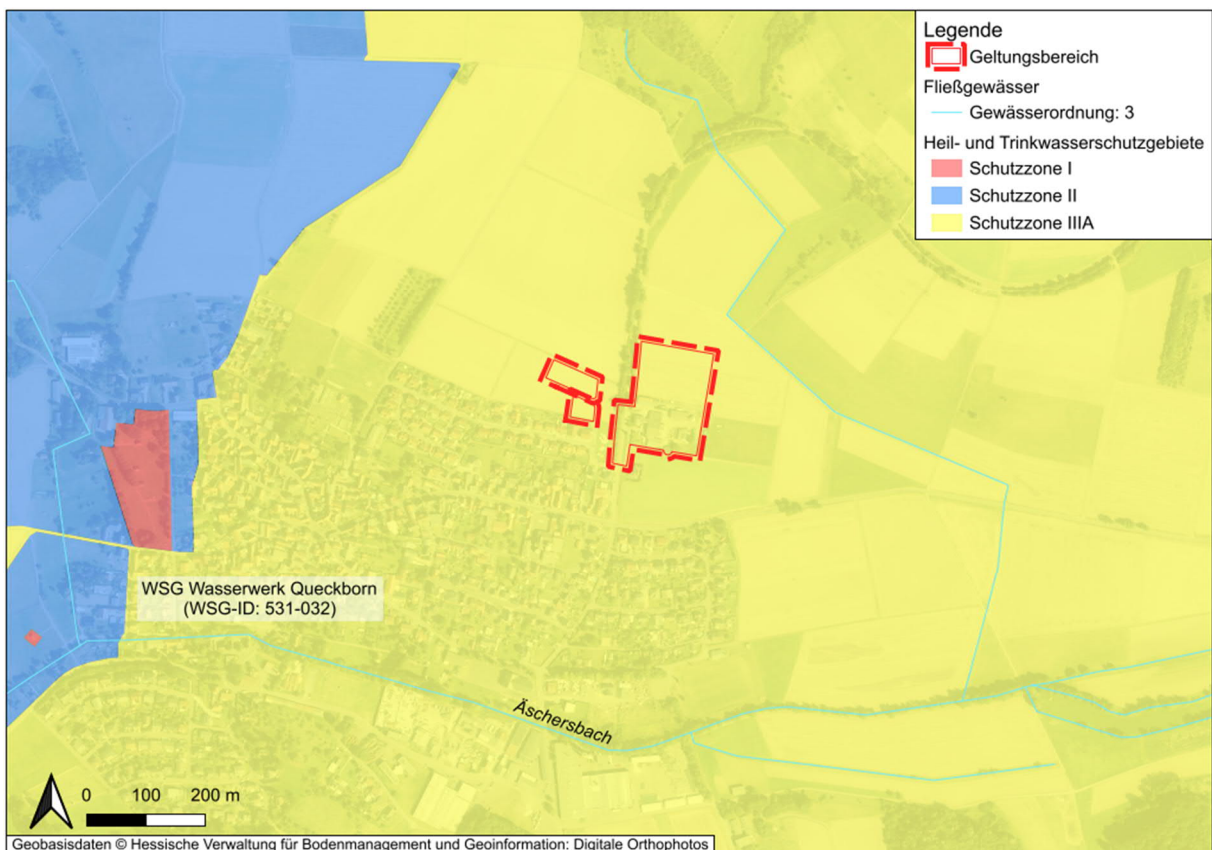 Legende
Geltungsbereich
Fließgewässer
Gewässerordnung: 3
Heil- und Trinkwasserschutzgebiete
Schutzzone I
Schutzzone II
Schutzzone IIIA
WSG Wasserwerk Queckborn
(WSG-ID: 531-032)
Äschersbach
0 100 200 m
Geobasisdaten © Hessische Verwaltung für Bodenmanagement und Geoinformation: Digitale Orthophotos